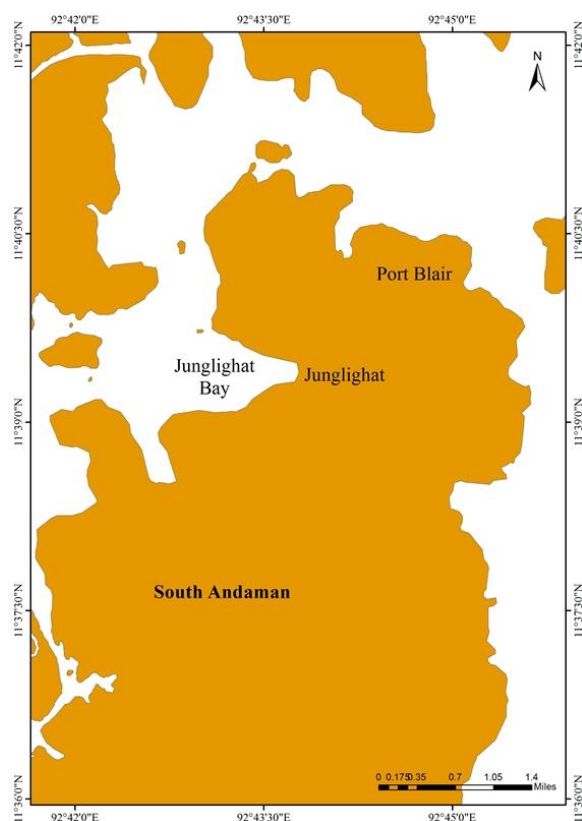 92°42'0"E 92°43'30"E 92°45'0"E
11°42'0"N 11°42'0"N
N
11°40'30"N 11°40'30"N
Port Blair
Junglighat
Bay
Junglighat
11°39'0"N 11°39'0"N
South Andaman
11°37'30"N 11°37'30"N
0 0.175 0.35 0.7 1.05 1.4
Miles
11°36'0"N 11°36'0"N
92°42'0"E 92°43'30"E 92°45'0"E